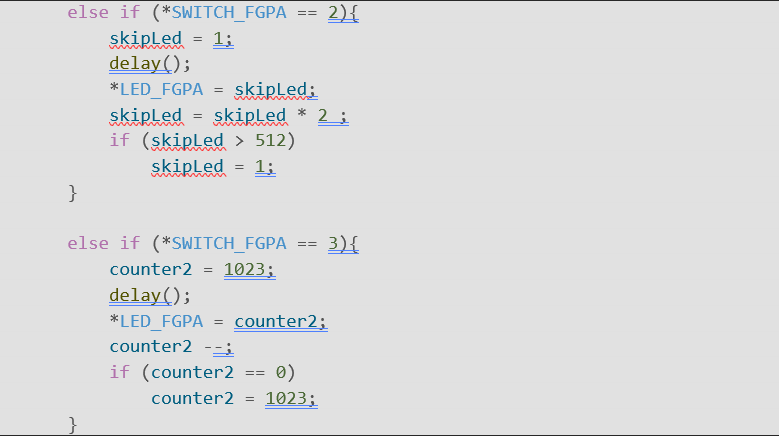 else if (*SWITCH_FGPA == 2){
skipLed = 1;
delay();
*LED_FGPA = skipLed;
skipLed = skipLed * 2 ;
if (skipLed > 512)
skipLed = 1;
}
else if (*SWITCH_FGPA == 3){
counter2 = 1023;
delay();
*LED_FGPA = counter2;
counter2 --;
if (counter2 == 0)
counter2 = 1023;
}